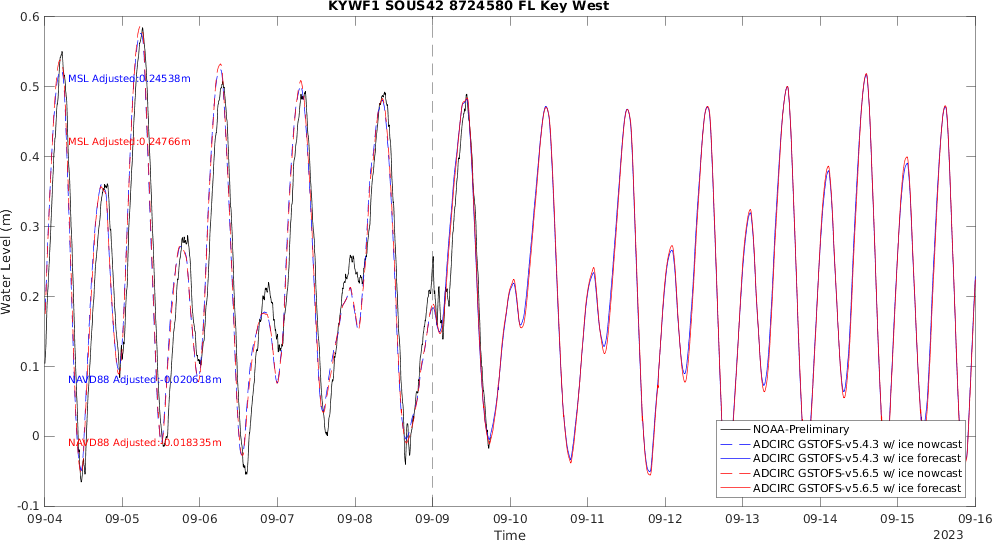 KYWF1 SOUS42 8724580 FL Key West
0.6
0.5
0.4
0.3
0.2
0.1
0
-0.1
Water Level (m)
MSL Adjusted:0.24538m
MSL Adjusted:0.24766m
NAVD88 Adjusted:-0.020618m
NAVD88 Adjusted:-0.018335m
NOAA-Preliminary
ADCIRC GSTOFS-v5.4.3 w/ ice nowcast
ADCIRC GSTOFS-v5.4.3 w/ ice forecast
ADCIRC GSTOFS-v5.6.5 w/ ice nowcast
ADCIRC GSTOFS-v5.6.5 w/ ice forecast
09-04 09-05 09-06 09-07 09-08 09-09 09-10 09-11 09-12 09-13 09-14 09-15 09-16
Time
2023